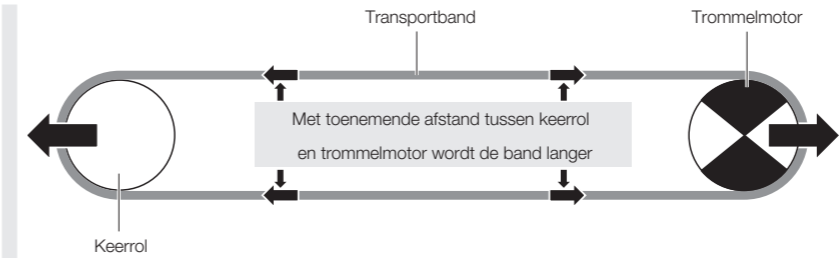 Transportband
Trommelmotor
Met toenemende afstand tussen keerrol
en trommelmotor wordt de band langer
Keerrol